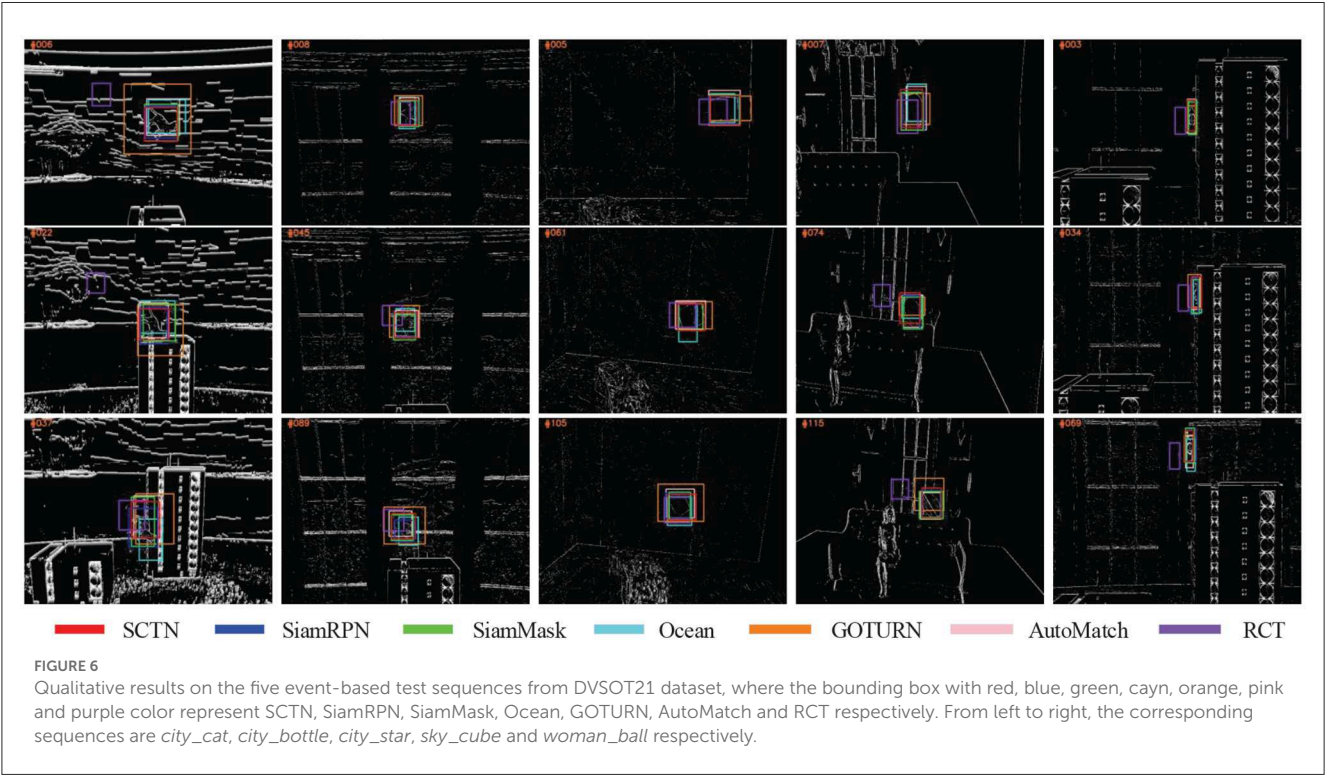 #006 #008 #005 #007 #003
#022 #045 #061 #074 #034
#037 #089 #105 #115 #069
SCTN SiamRPN SiamMask Ocean GOTURN AutoMatch RCT
FIGURE 6
Qualitative results on the five event-based test sequences from DVSOT21 dataset, where the bounding box with red, blue, green, cayn, orange, pink
and purple color represent SCTN, SiamRPN, SiamMask, Ocean, GOTURN, AutoMatch and RCT respectively. From left to right, the corresponding
sequences are city_cat, city_bottle, city_star, sky_cube and woman_ball respectively.